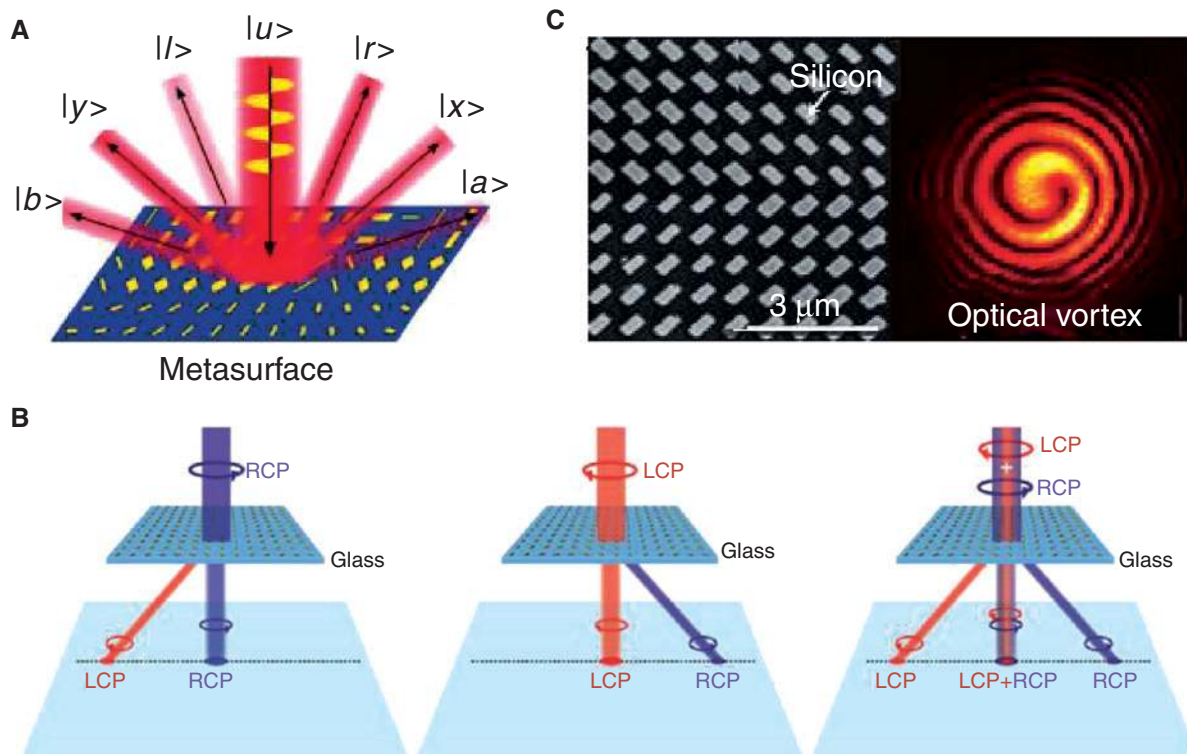 A
|u>
|l>
|r>
|y>
|x>
|b>
|a>
Metasurface
C
Silicon
3 μm
Optical vortex
B
RCP
Glass
LCP
RCP
LCP
Glass
LCP
RCP
LCP
+
RCP
Glass
LCP
LCP+RCP
RCP